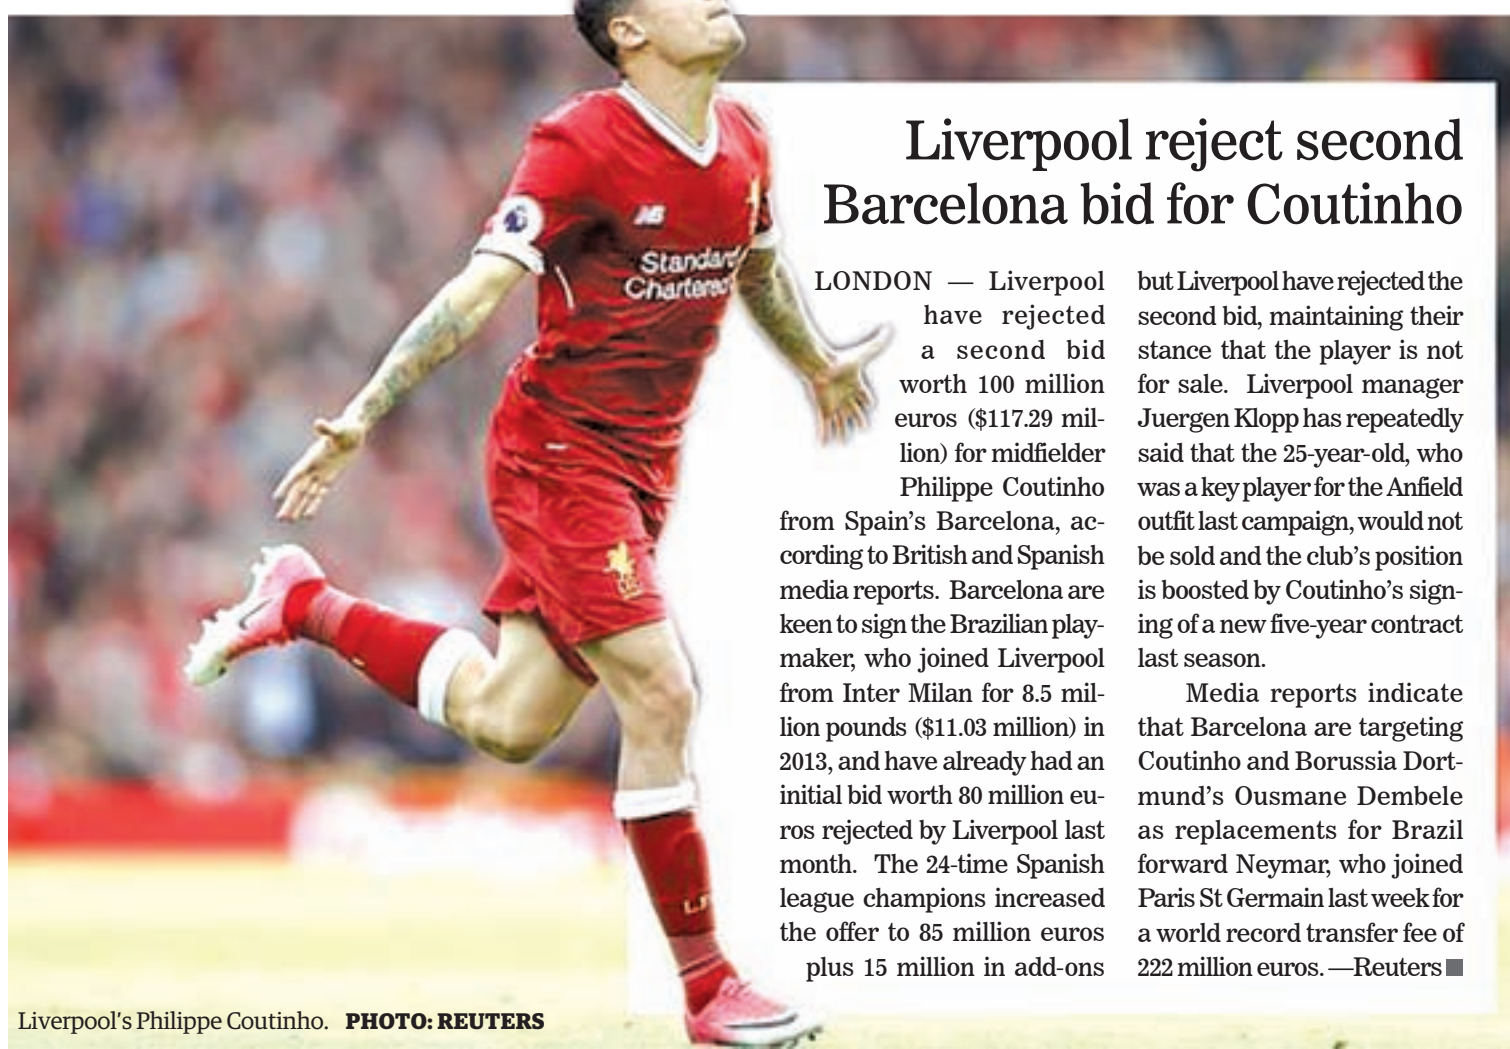 Liverpool reject second
Barcelona bid for Coutinho
LONDON — Liverpool
have rejected
a second bid
worth 100 million
euros ($117.29 mil-
lion) for midfielder
Philippe Coutinho
from Spain's Barcelona, ac-
cording to British and Spanish
media reports. Barcelona are
keen to sign the Brazilian play-
maker, who joined Liverpool
from Inter Milan for 8.5 mil-
lion pounds ($11.03 million) in
2013, and have already had an
initial bid worth 80 million eu-
ros rejected by Liverpool last
month. The 24-time Spanish
league champions increased
the offer to 85 million euros
plus 15 million in add-ons
but Liverpool have rejected the
second bid, maintaining their
stance that the player is not
for sale. Liverpool manager
Juergen Klopp has repeatedly
said that the 25-year-old, who
was a key player for the Anfield
outfit last campaign, would not
be sold and the club's position
is boosted by Coutinho's sign-
ing of a new five-year contract
last season.
Media reports indicate
that Barcelona are targeting
Coutinho and Borussia Dort-
mund's Ousmane Dembele
as replacements for Brazil
forward Neymar, who joined
Paris St Germain last week for
a world record transfer fee of
222 million euros. —Reuters
NB
Standard
Chartered
Liverpool's Philippe Coutinho. PHOTO: REUTERS